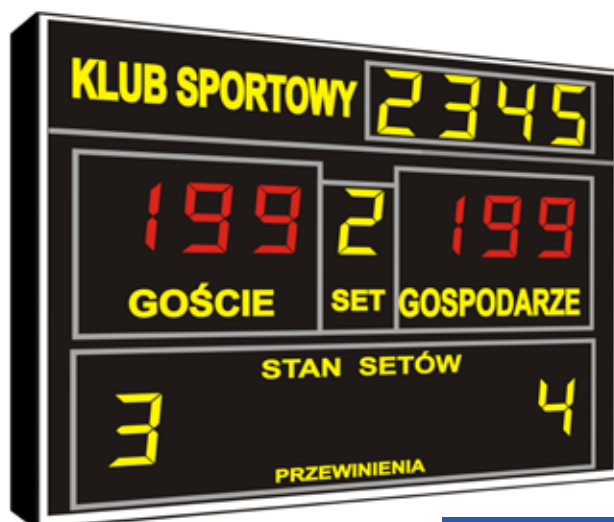 KLUB SPORTOWY 2345
199 2 199
GOŚCIE SET GOSPODARZE
STAN SETÓW
3 4
PRZEWINIENIA